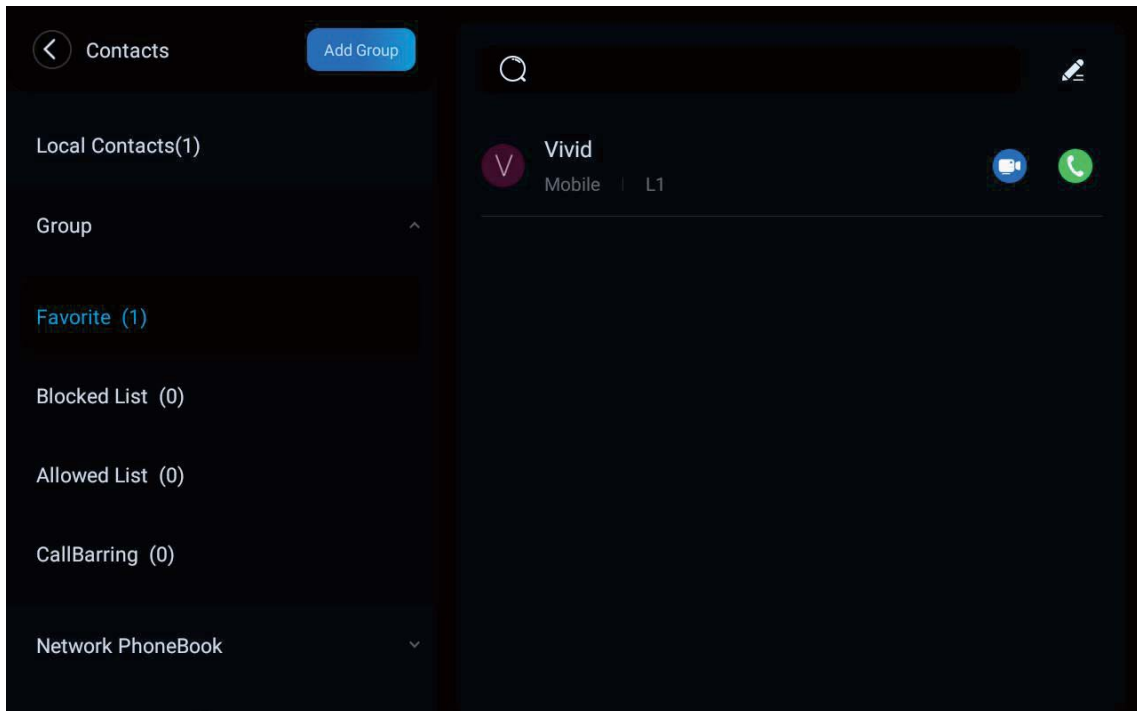 Contacts
Add Group
Local Contacts(1)
Group
Favorite (1)
Blocked List (0)
Allowed List (0)
CallBarring (0)
Network PhoneBook
V
Vivid
Mobile | L1